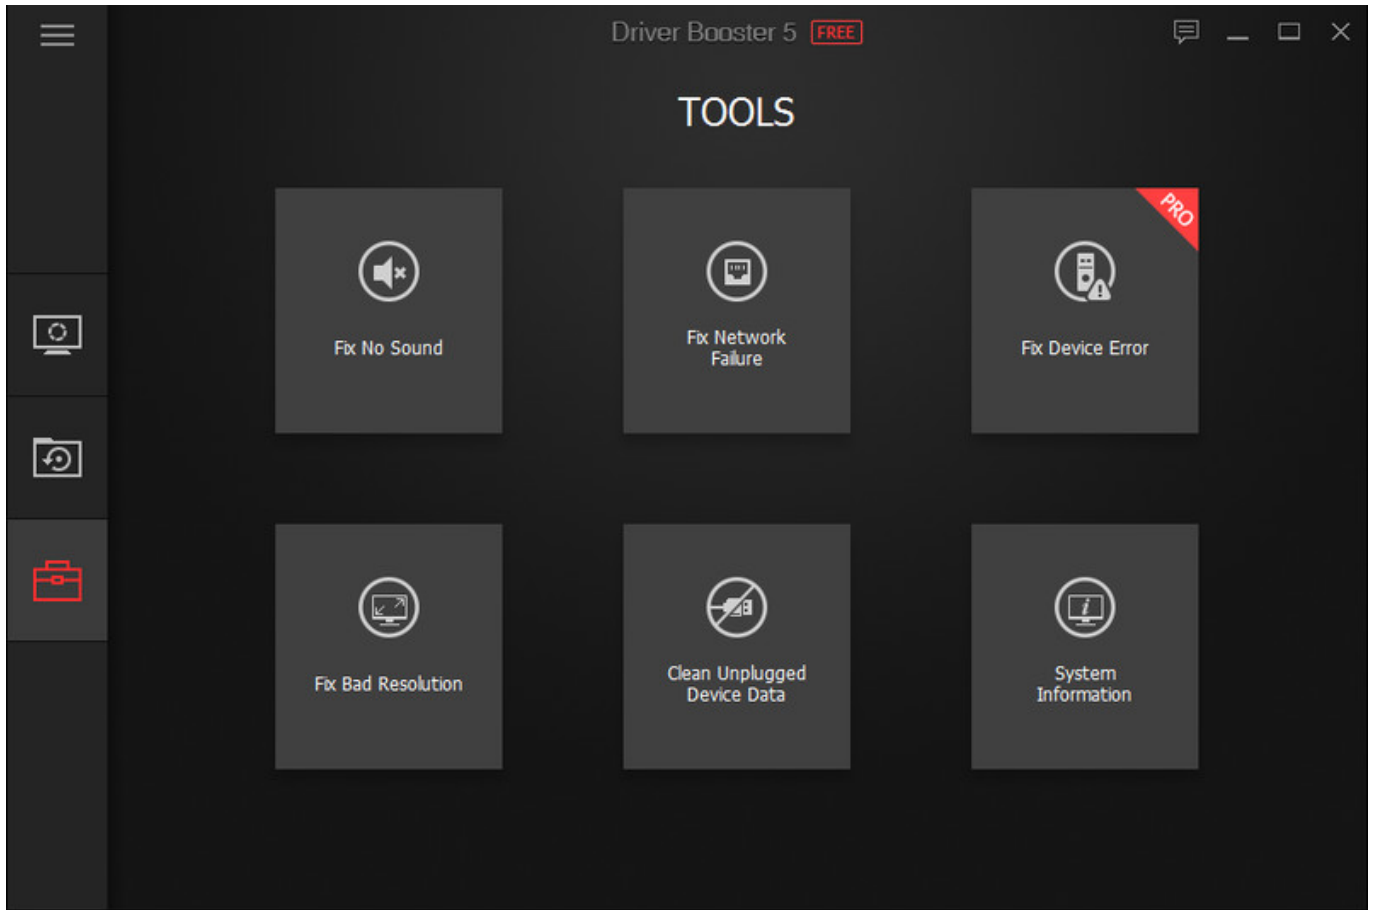 Driver Booster 5 FREE
TOOLS
PRO
Fix No Sound
Fix Network
Failure
Fix Device Error
Fix Bad Resolution
Clean Unplugged
Device Data
System
Information